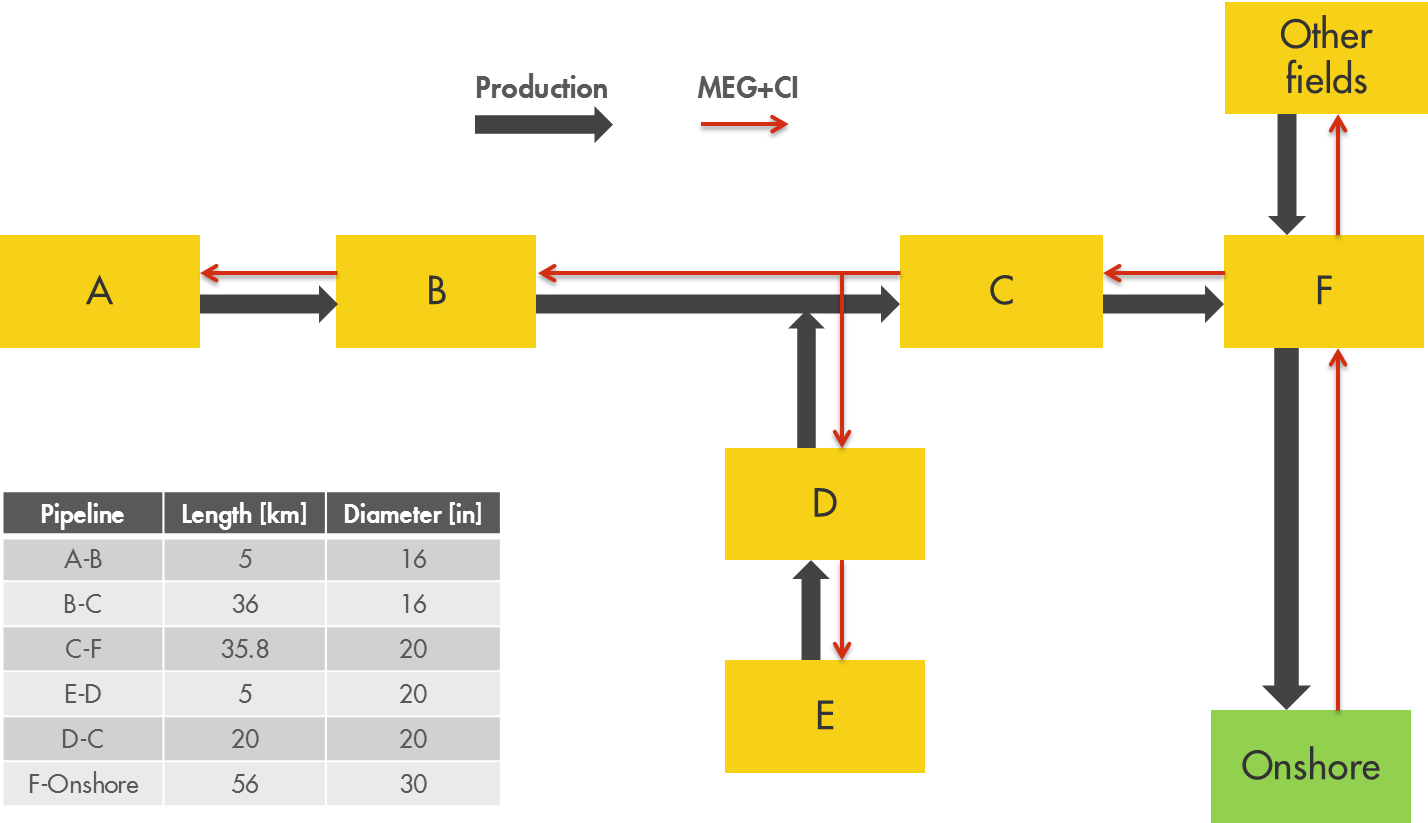 Other
fields
Production MEG+CI
A B C F
D
Pipeline Length [km] Diameter [in]
A-B 5 16
B-C 36 16
C-F 35.8 20
E-D 5 20
D-C 20 20
F-Onshore 56 30
E
Onshore